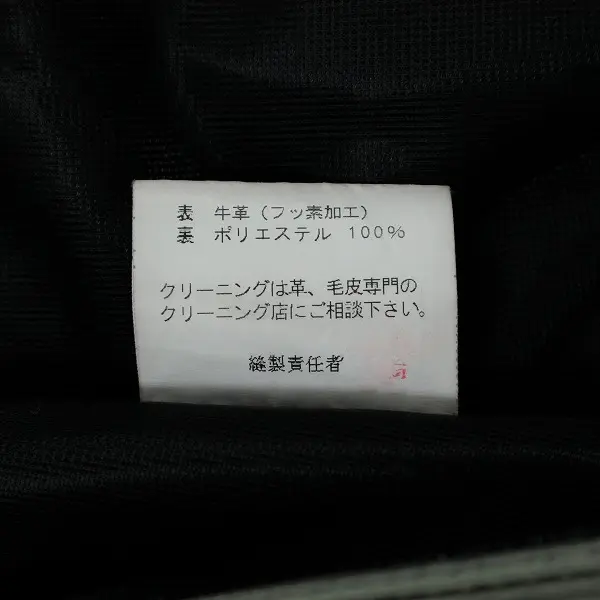 表 牛革(フッ素加工)
裏 ポリエステル 100%
クリーニングは革、毛皮専門の
クリーニング店にご相談下さい。
縫製責任者